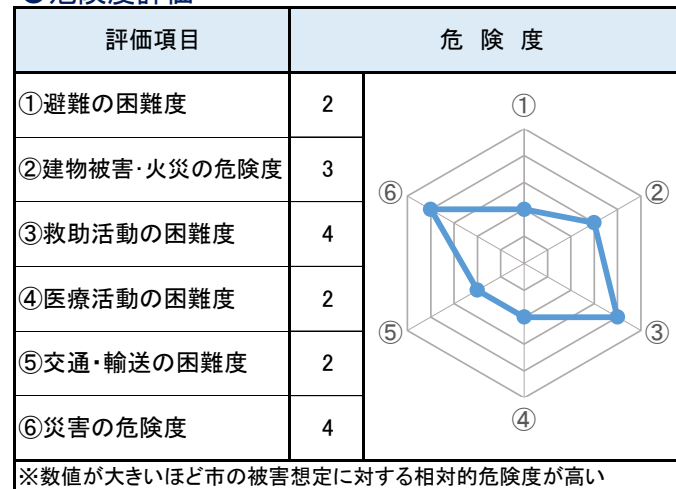 ●危険度評価
評価項目 危 険 度
①避難の困難度 2
②建物被害･火災の危険度 3
③救助活動の困難度 4
④医療活動の困難度 2
⑤交通･輸送の困難度 2
⑥災害の危険度 4
①
②
③
④
⑤
⑥
※数値が大きいほど市の被害想定に対する相対的危険度が高い